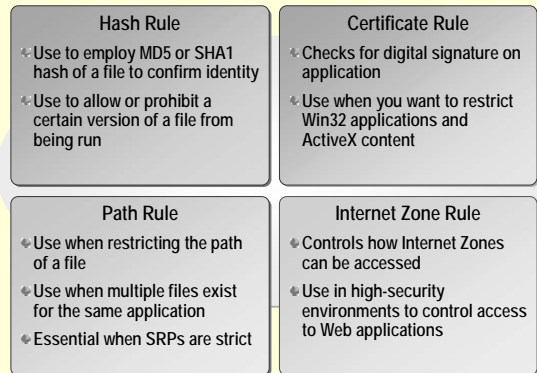 Hash Rule
Use to employ MD5 or SHA1
hash of a file to confirm identity
Use to allow or prohibit a
certain version of a file from
being run
Certificate Rule
Checks for digital signature on
application
Use when you want to restrict
Win32 applications and
ActiveX content
Path Rule
Use when restricting the path
of a file
Use when multiple files exist
for the same application
Essential when SRPs are strict
Internet Zone Rule
Controls how Internet Zones
can be accessed
Use in high-security
environments to control access
to Web applications